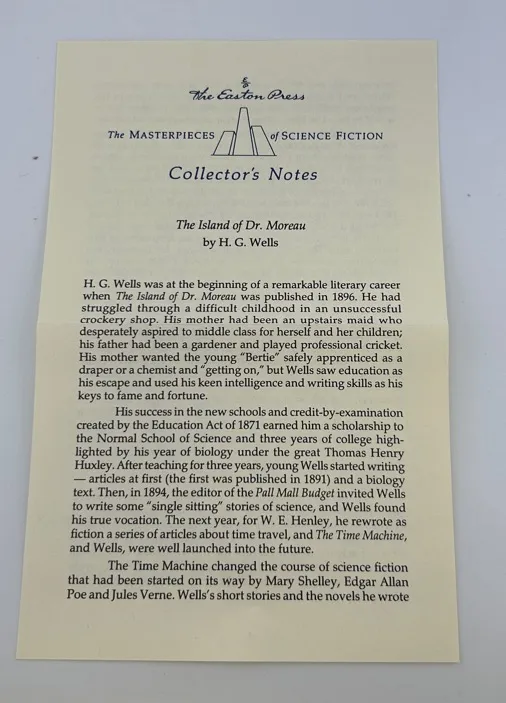 The Easton Press
The MASTERPIECES of SCIENCE FICTION
Collector's Notes
The Island of Dr. Moreau
by H. G. Wells
H. G. Wells was at the beginning of a remarkable literary career
when The Island of Dr. Moreau was published in 1896. He had
struggled through a difficult childhood in an unsuccessful
crockery shop. His mother had been an upstairs maid who
desperately aspired to middle class for herself and her children;
his father had been a gardener and played professional cricket.
His mother wanted the young "Bertie" safely apprenticed as a
draper or a chemist and "getting on," but Wells saw education as
his escape and used his keen intelligence and writing skills as his
keys to fame and fortune.
His success in the new schools and credit-by-examination
created by the Education Act of 1871 earned him a scholarship to
the Normal School of Science and three years of college high-
lighted by his year of biology under the great Thomas Henry
Huxley. After teaching for three years, young Wells started writing
— articles at first (the first was published in 1891) and a biology
text. Then, in 1894, the editor of the Pall Mall Budget invited Wells
to write some "single sitting" stories of science, and Wells found
his true vocation. The next year, for W. E. Henley, he rewrote as
fiction a series of articles about time travel, and The Time Machine,
and Wells, were well launched into the future.
The Time Machine changed the course of science fiction
that had been started on its way by Mary Shelley, Edgar Allan
Poe and Jules Verne. Wells's short stories and the novels he wrote